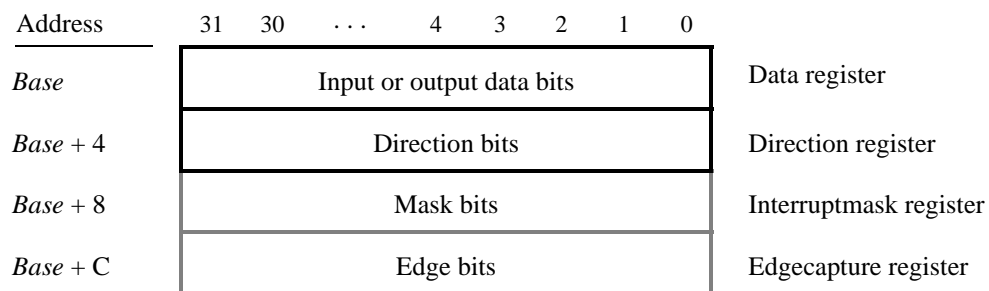 Address 31 30 · · · 4 3 2 1 0
Base Input or output data bits Data register
Base + 4 Direction bits Direction register
Base + 8 Mask bits Interruptmask register
Base + C Edge bits Edgecapture register